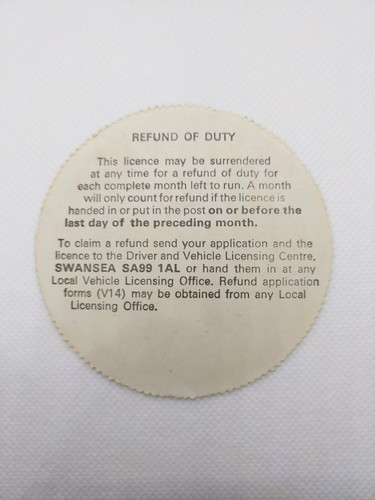 REFUND OF DUTY
This licence may be surrendered
at any time for a refund of duty for
each complete month left to run. A month
will only count for refund if the licence is
handed in or put in the post on or before the
last day of the preceding month.
To claim a refund send your application and the
licence to the Driver and Vehicle Licensing Centre,
SWANSEA SA99 1AL or hand them in at any
Local Vehicle Licensing Office. Refund application
forms (V14) may be obtained from any Local
Licensing Office.